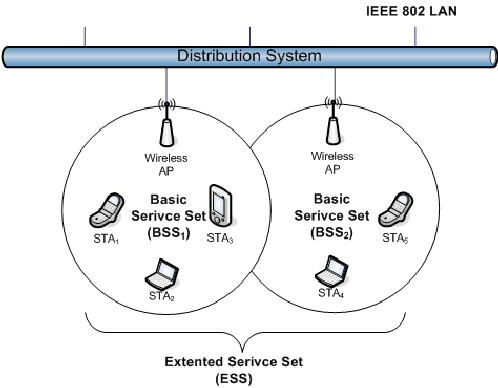 IEEE 802 LAN
Distribution System
Wireless
AP
Wireless
AP
Basic
Serivce Set
(BSS₁)
Basic
Serivce Set
(BSS₂)
STA₁
STA₃
STA₅
STA₂
STA₄
Extented Serivce Set
(ESS)